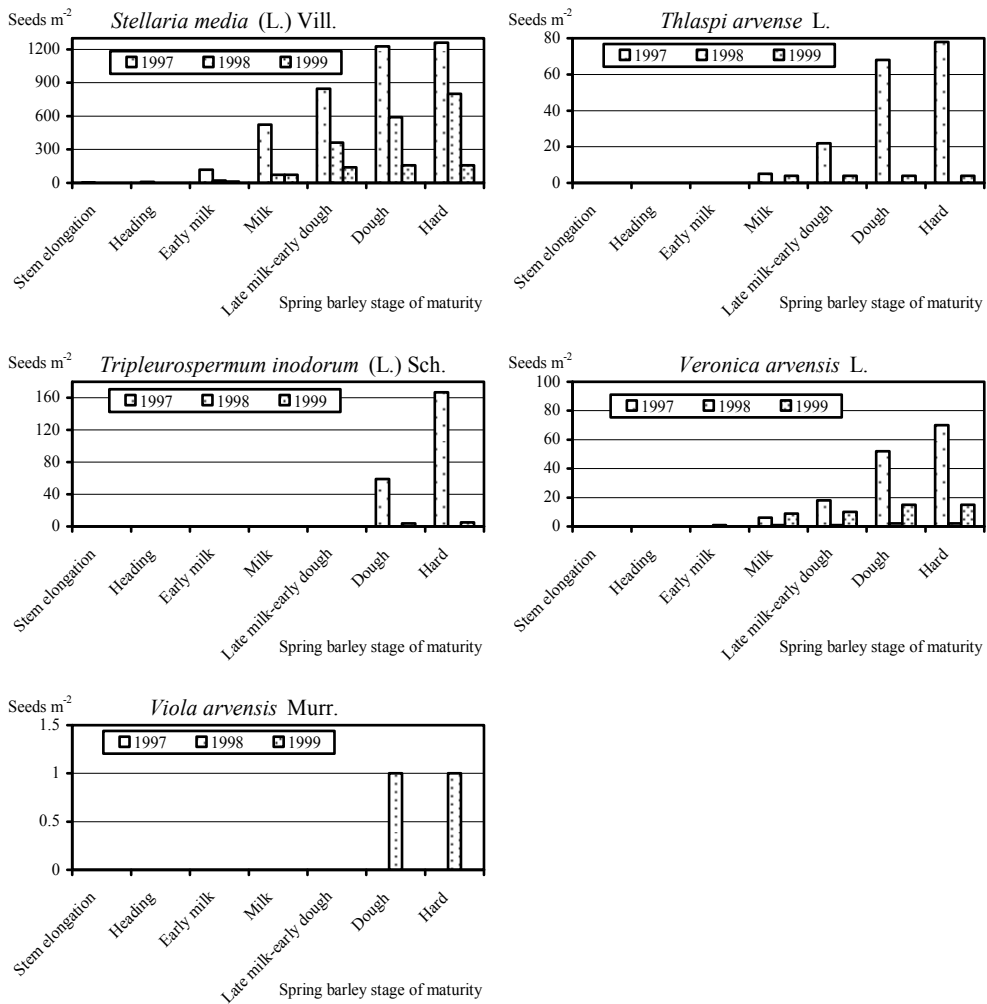 Seeds m-2
Stellaria media (L.) Vill.
1200
900
600
300
0
1997 1998 1999
Stem elongation
Heading
Early milk
Milk
Late milk-early dough
Dough
Hard
Spring barley stage of maturity
Seeds m-2
Thlaspi arvense L.
80
60
40
20
0
1997 1998 1999
Stem elongation
Heading
Early milk
Milk
Late milk-early dough
Dough
Hard
Spring barley stage of maturity
Seeds m-2
Tripleurospermum inodorum (L.) Sch.
160
120
80
40
0
1997 1998 1999
Stem elongation
Heading
Early milk
Milk
Late milk-early dough
Dough
Hard
Spring barley stage of maturity
Seeds m-2
Veronica arvensis L.
100
80
60
40
20
0
1997 1998 1999
Stem elongation
Heading
Early milk
Milk
Late milk-early dough
Dough
Hard
Spring barley stage of maturity
Seeds m-2
Viola arvensis Murr.
1.5
1
0.5
0
1997 1998 1999
Stem elongation
Heading
Early milk
Milk
Late milk-early dough
Dough
Hard
Spring barley stage of maturity